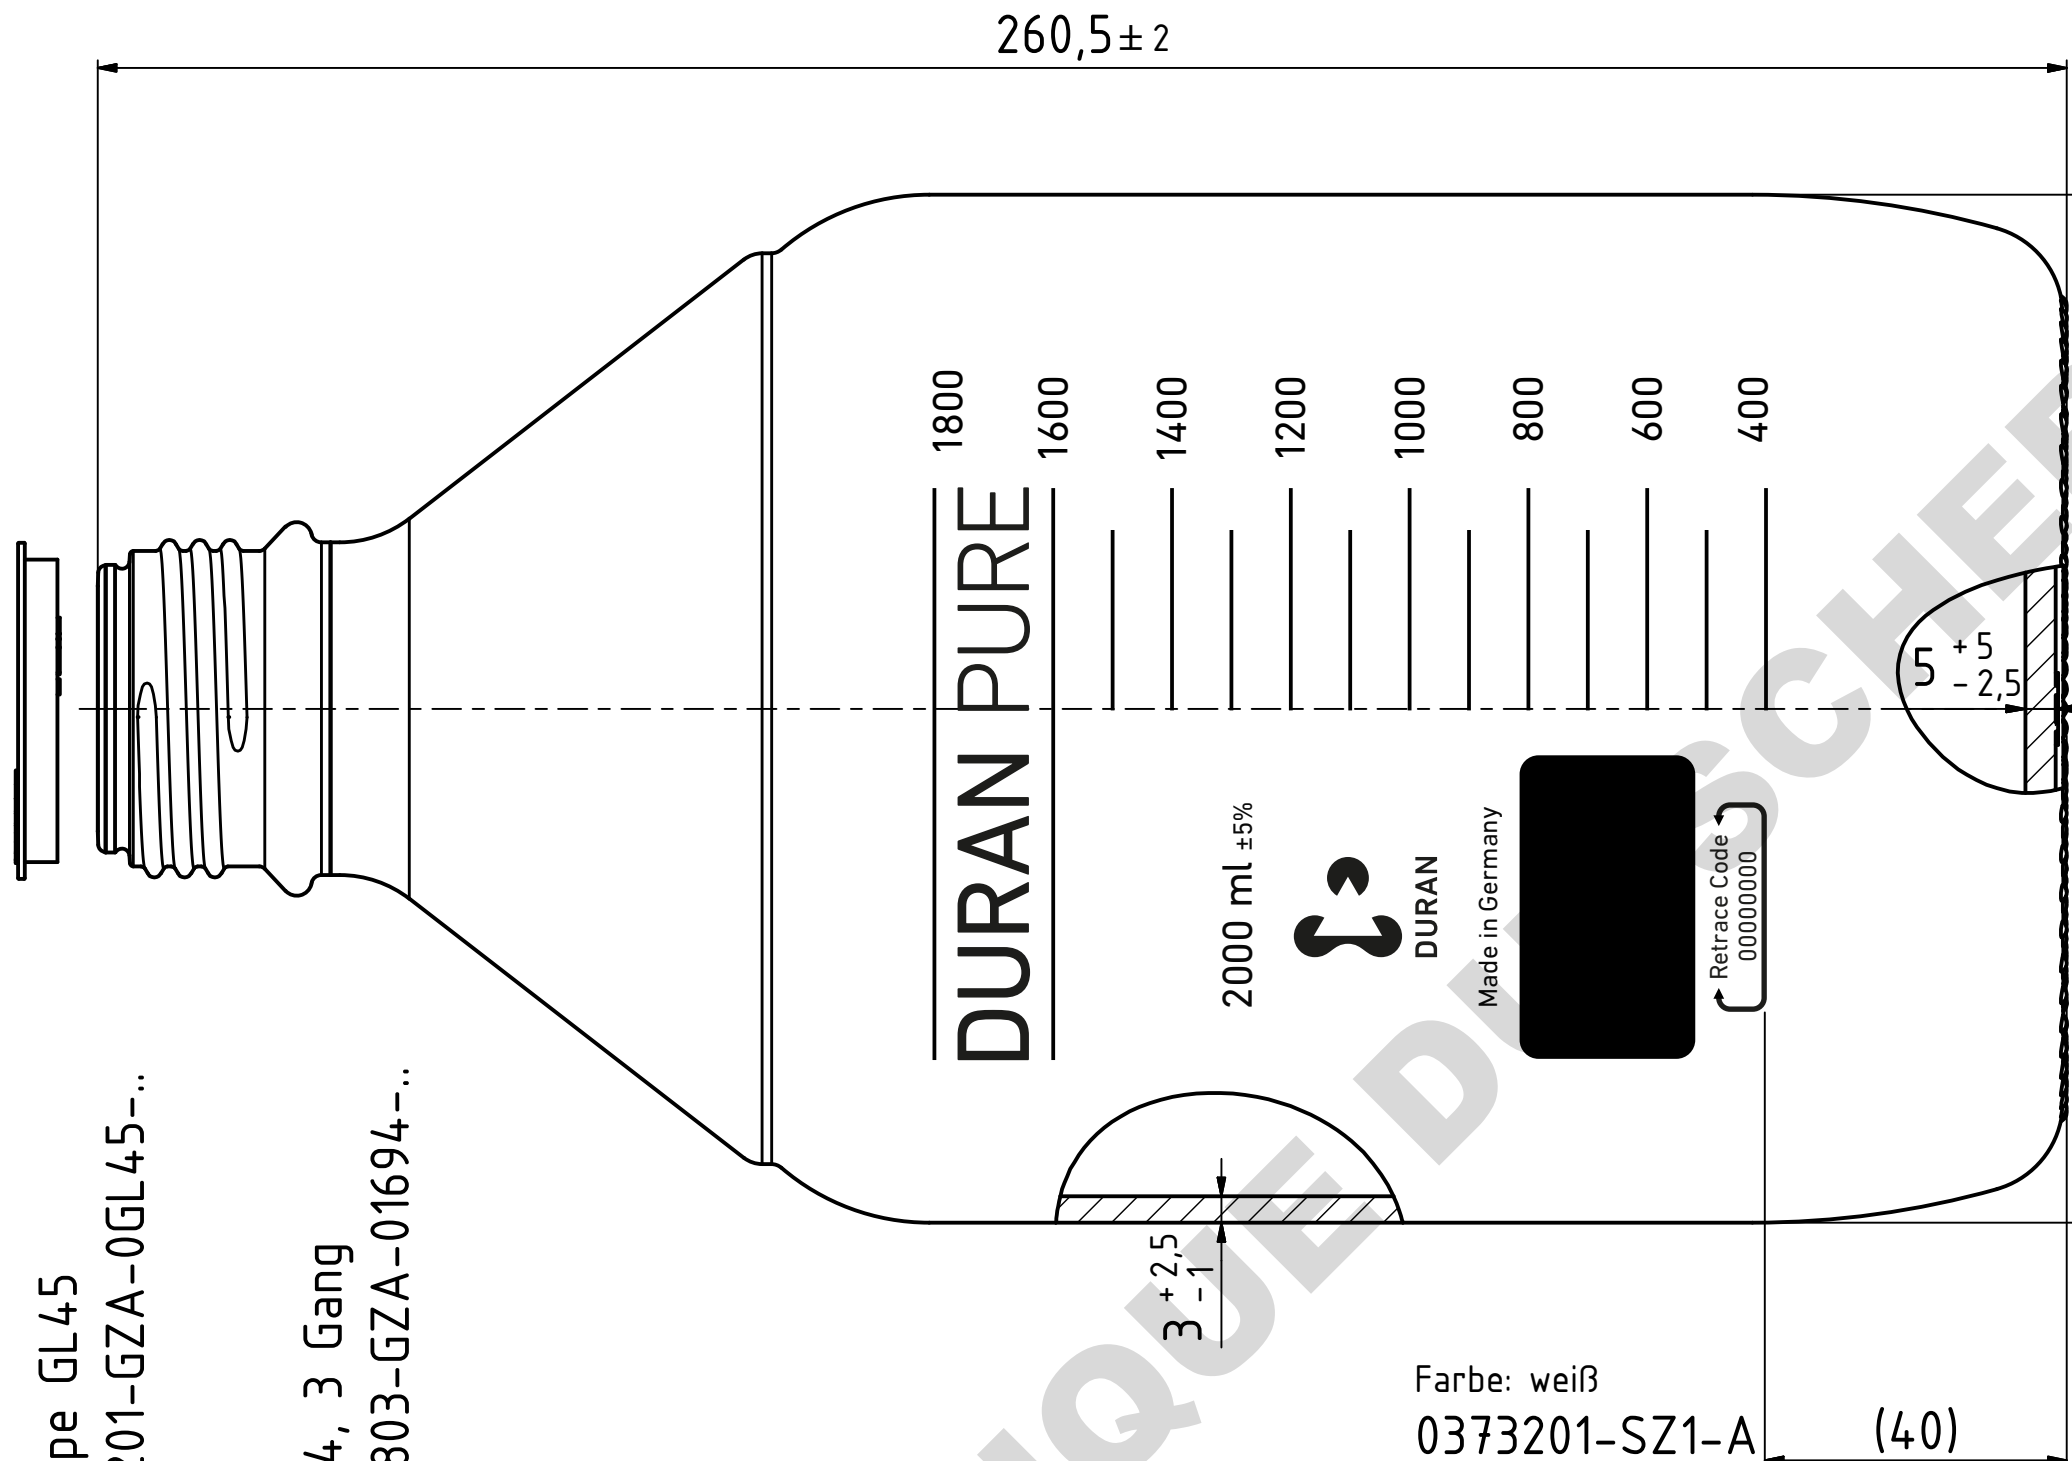 260,5 ± 2
1800
1600
1400
1200
1000
800
600
400
DURAN PURE
2000 ml ±5%
DURAN
Made in Germany
Retrace Code
00000000
5 +5 -2,5
3 +2,5 -1
pe GL45
201-GZA-0GL45-..
4, 3 Gang
303-GZA-01694-..
Farbe: weiß
0373201-SZ1-A
(40)